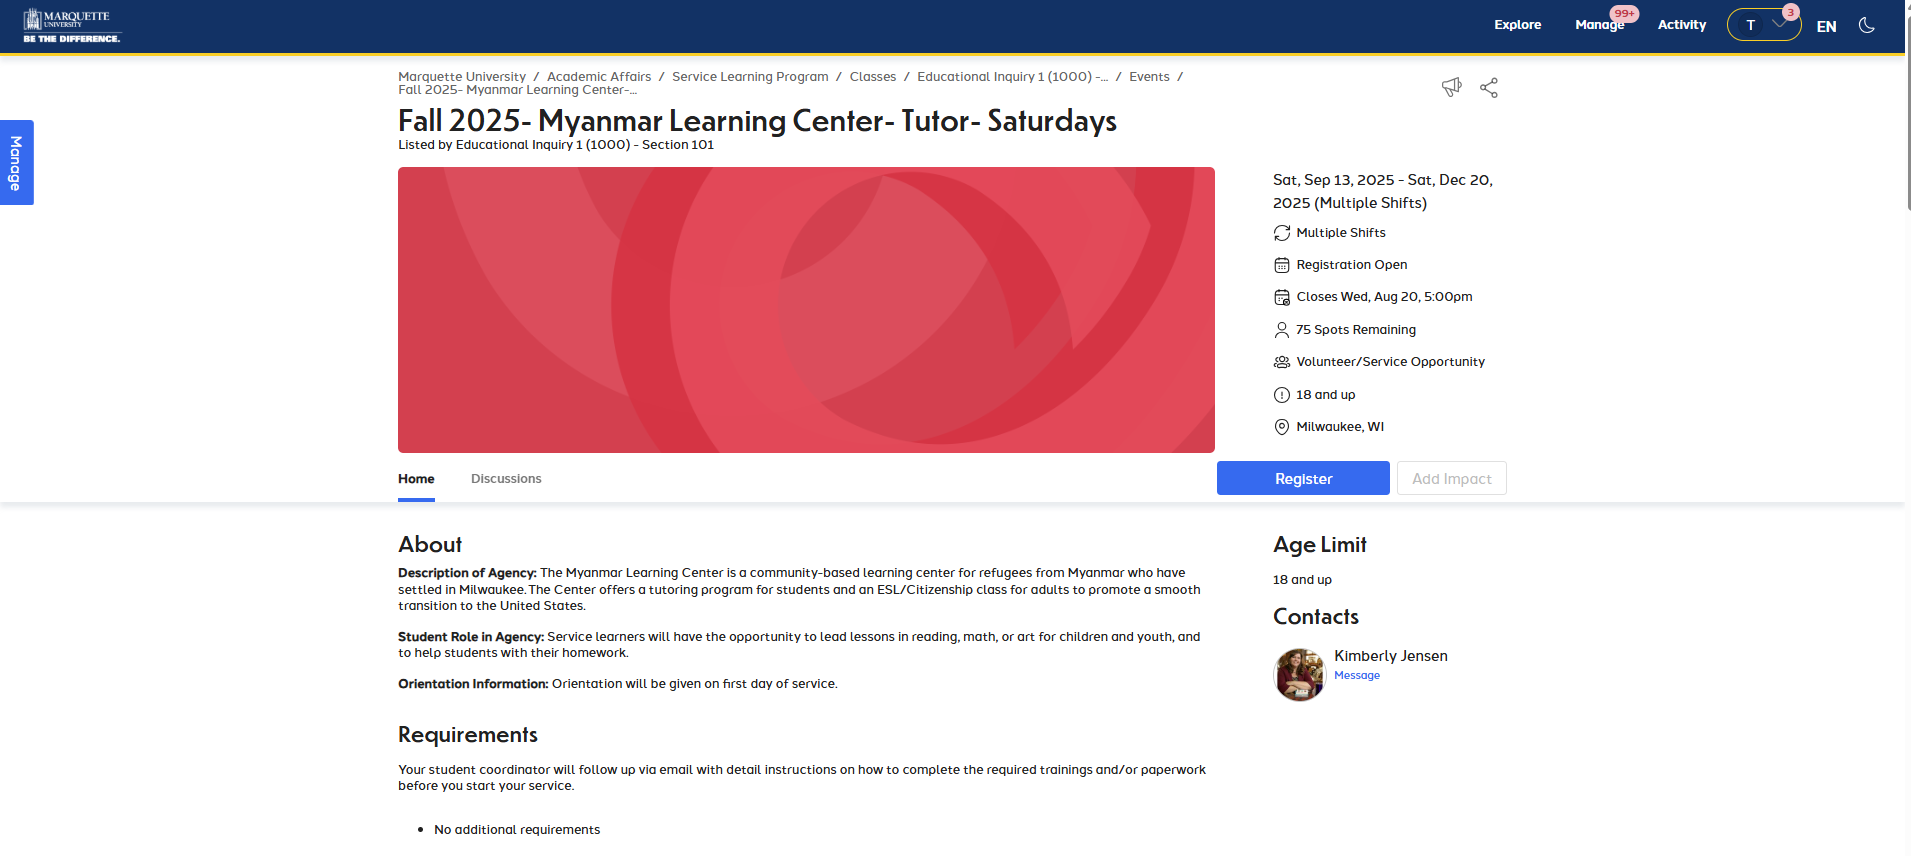 MARQUETTE
UNIVERSITY
BE THE DIFFERENCE.
Explore
Manage
99+
Activity
T
3
EN
Marquette University / Academic Affairs / Service Learning Program / Classes / Educational Inquiry 1 (1000) -... / Events /
Fall 2025- Myanmar Learning Center-...
Fall 2025- Myanmar Learning Center- Tutor- Saturdays
Listed by Educational Inquiry 1 (1000) - Section 101
Manage
Sat, Sep 13, 2025 - Sat, Dec 20,
2025 (Multiple Shifts)
Multiple Shifts
Registration Open
Closes Wed, Aug 20, 5:00pm
75 Spots Remaining
Volunteer/Service Opportunity
18 and up
Milwaukee, WI
Home
Discussions
Register
Add Impact
About
Description of Agency: The Myanmar Learning Center is a community-based learning center for refugees from Myanmar who have
settled in Milwaukee.The Center offers a tutoring program for students and an ESL/Citizenship class for adults to promote a smooth
transition to the United States.
Student Role in Agency: Service learners will have the opportunity to lead lessons in reading, math, or art for children and youth, and
to help students with their homework.
Orientation Information: Orientation will be given on first day of service.
Requirements
Your student coordinator will follow up via email with detail instructions on how to complete the required trainings and/or paperwork
before you start your service.
• No additional requirements
Age Limit
18 and up
Contacts
Kimberly Jensen
Message